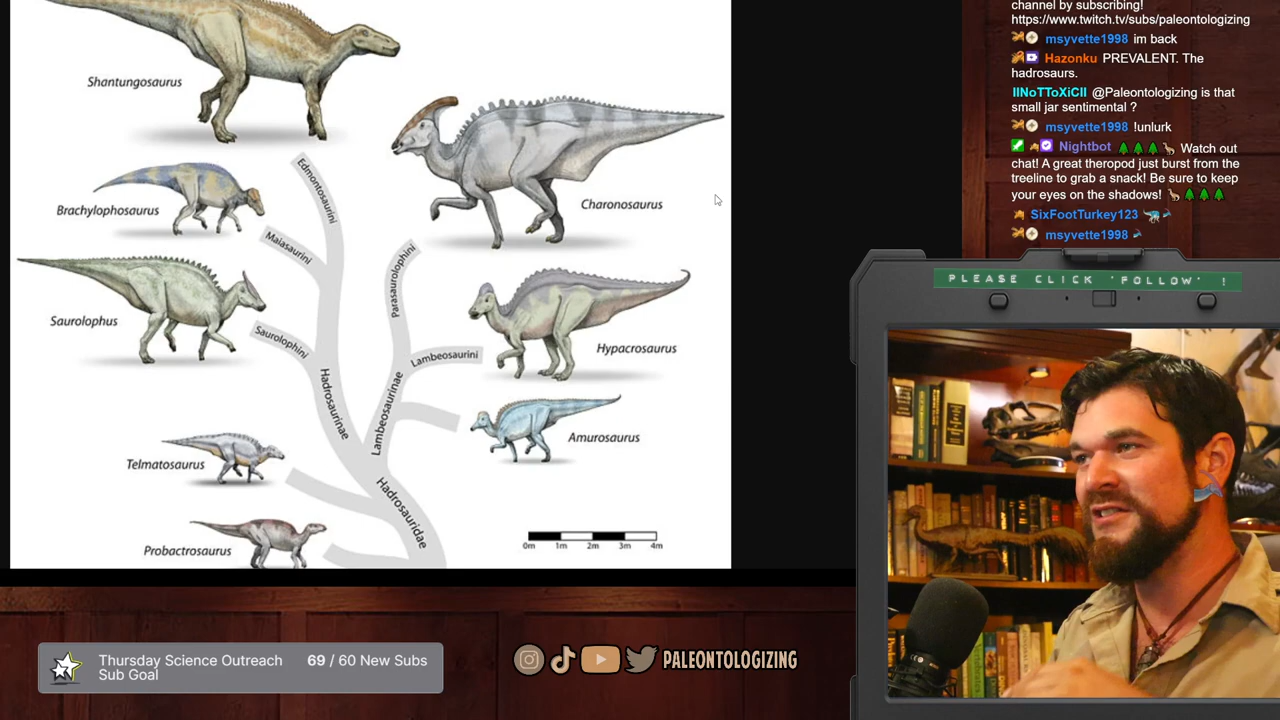 Shantungosaurus
Edmontosaurini
Brachylophosaurus
Charonosaurus
Maiasaurini
Parasaurolophini
Saurolophus
Saurolophini
Lambeosaurini
Hypacrosaurus
Hadrosaurinae
Lambeosaurinae
Amurosaurus
Telmatosaurus
Hadrosauridae
Probactrosaurus
0m 1m 2m 3m 4m
channel by subscribing!
https://www.twitch.tv/subs/paleontologizing
msyvette1998 im back
Hazonku PREVALENT. The
hadrosaurs.
IINoTToXiCII @Paleontologizing is that
small jar sentimental ?
msyvette1998 !unlurk
Nightbot Watch out
chat! A great theropod just burst from the
treeline to grab a snack! Be sure to keep
your eyes on the shadows!
SixFootTurkey123
msyvette1998
PLEASE CLICK 'FOLLOW' !
Thursday Science Outreach 69 / 60 New Subs
Sub Goal
PALEONTOLOGIZING